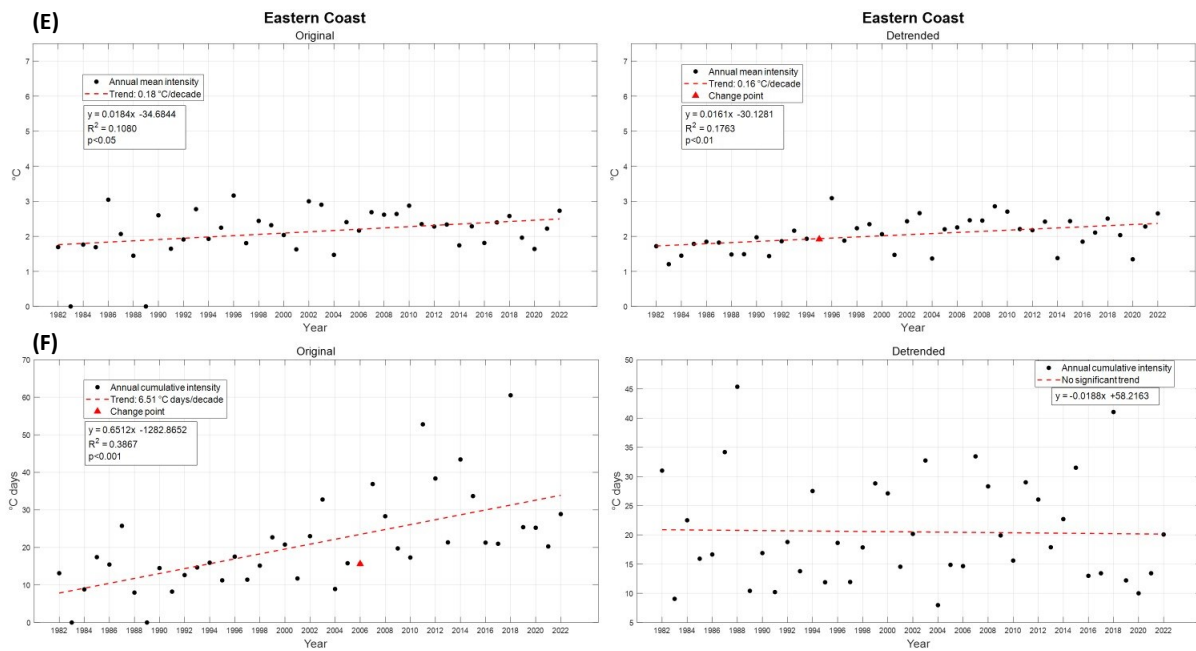 (E)
Eastern Coast
Original
7
6
5
4
3
2
1
0
°C
Annual mean intensity
Trend: 0.18 °C/decade
y = 0.0184x -34.6844
R² = 0.1080
p<0.05
1982 1984 1986 1988 1990 1992 1994 1996 1998 2000 2002 2004 2006 2008 2010 2012 2014 2016 2018 2020 2022
Year
Eastern Coast
Detrended
7
6
5
4
3
2
1
0
°C
Annual mean intensity
Trend: 0.16 °C/decade
Change point
y = 0.0161x -30.1281
R² = 0.1763
p<0.01
1982 1984 1986 1988 1990 1992 1994 1996 1998 2000 2002 2004 2006 2008 2010 2012 2014 2016 2018 2020 2022
Year
(F)
Original
70
60
50
40
30
20
10
0
°C days
Annual cumulative intensity
Trend: 6.51 °C days/decade
Change point
y = 0.6512x -1282.8652
R² = 0.3867
p<0.001
1982 1984 1986 1988 1990 1992 1994 1996 1998 2000 2002 2004 2006 2008 2010 2012 2014 2016 2018 2020 2022
Year
Detrended
50
45
40
35
30
25
20
15
10
5
°C days
Annual cumulative intensity
No significant trend
y = -0.0188x +58.2163
1982 1984 1986 1988 1990 1992 1994 1996 1998 2000 2002 2004 2006 2008 2010 2012 2014 2016 2018 2020 2022
Year